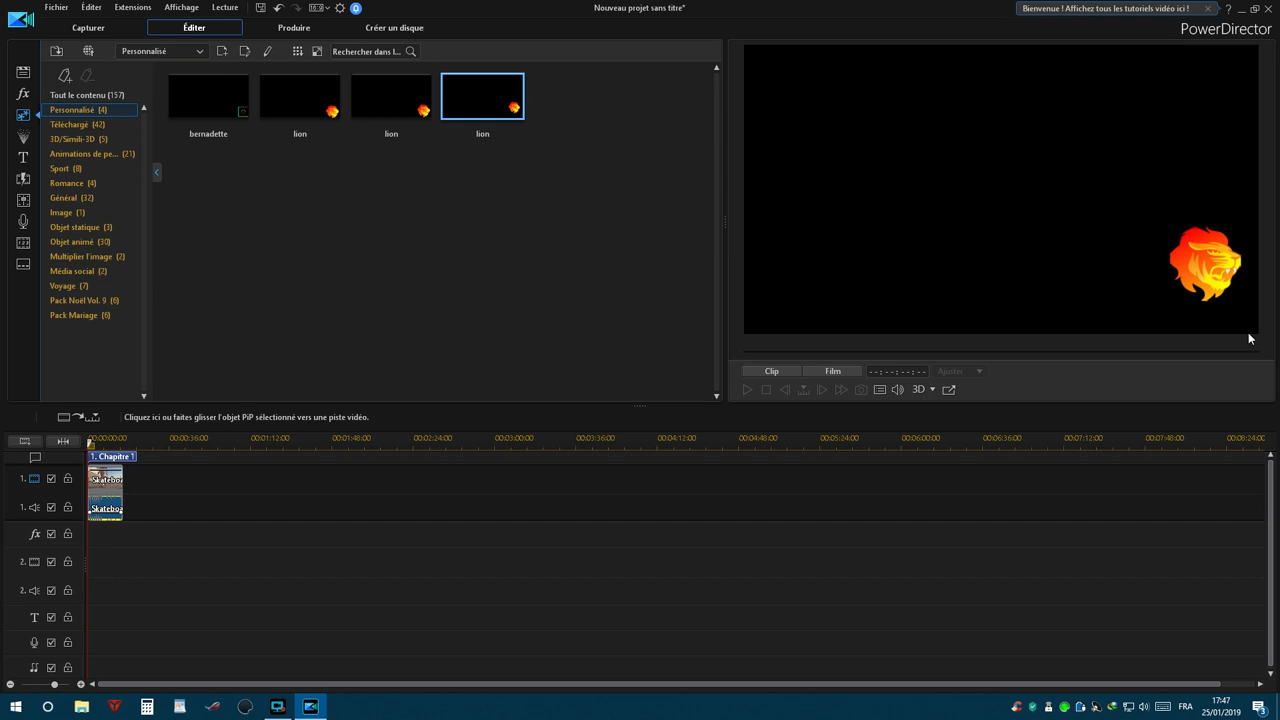 Fichier Éditer Extensions Affichage Lecture
Nouveau projet sans titre*
Bienvenue ! Affichez tous les tutoriels vidéo ici !
Capturer Éditer Produire Créer un disque
PowerDirector
Personnalisé
Rechercher dans l...
Tout le contenu (157)
Personnalisé (4)
Téléchargé (42)
3D/Simili-3D (5)
Animations de pe... (21)
Sport (8)
Romance (4)
Général (32)
Image (1)
Objet statique (3)
Objet animé (30)
Multiplier l'image (2)
Média social (2)
Voyage (7)
Pack Noël Vol. 9 (6)
Pack Mariage (6)
bernadette lion lion lion
Clip Film --:--:--:-- Ajuster
3D
Cliquez ici ou faites glisser l'objet PiP sélectionné vers une piste vidéo.
00:00:00:00 00:00:36:00 00:01:12:00 00:01:48:00 00:02:24:00 00:03:00:00 00:03:36:00 00:04:12:00 00:04:48:00 00:05:24:00 00:06:00:00 00:06:36:00 00:07:12:00 00:07:48:00 00:08:24:00
1. Chapitre 1
1. Skateboa
1. Skateboa
fx
2.
2.
T
FRA
17:47
25/01/2019